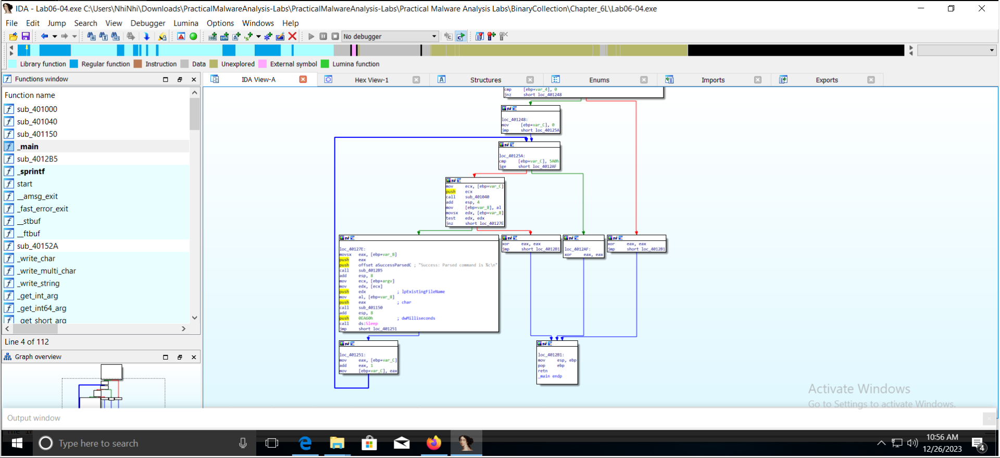 IDA - Lab06-04.exe C:\Users\NhiNhi\Downloads\PracticalMalwareAnalysis-Labs\PracticalMalwareAnalysis-Labs\Practical Malware Analysis Labs\BinaryCollection\Chapter_6L\Lab06-04.exe
File Edit Jump Search View Debugger Lumina Options Windows Help
No debugger
Library function Regular function Instruction Data Unexplored External symbol Lumina function
Functions window
IDA View-A Hex View-1 Structures Enums Imports Exports
Function name
sub_401000
sub_401040
sub_401150
_main
sub_4012B5
_sprintf
start
__amsg_exit
_fast_error_exit
__stbuf
__ftbuf
sub_40152A
_write_char
_write_multi_char
_write_string
_get_int_arg
_get_int64_arg
_get_short_arg
Line 4 of 112
Graph overview
cmp [ebp+var_4], 0
jnz short loc_401248
loc_401248:
mov [ebp+var_C], 0
jmp short loc_40125A
loc_40125A:
cmp [ebp+var_C], 5A0h
jge short loc_4012AF
mov ecx, [ebp+var_C]
push ecx
call sub_401040
add esp, 4
mov [ebp+var_8], al
movsx edx, [ebp+var_8]
test edx, edx
jnz short loc_40127E
loc_40127E:
movsx eax, [ebp+var_8]
push eax
push offset aSuccessParsedC ; "Success: Parsed command is %c\n"
call sub_4012B5
add esp, 8
mov ecx, [ebp+argv]
mov edx, [ecx]
push edx ; lpExistingFileName
mov al, [ebp+var_8]
push eax ; char
call sub_401150
add esp, 8
push 0EA60h ; dwMilliseconds
call ds:Sleep
jmp short loc_401251
xor eax, eax
jmp short loc_4012B1
loc_4012AF:
xor eax, eax
xor eax, eax
jmp short loc_4012B1
loc_401251:
mov eax, [ebp+var_C]
add eax, 1
mov [ebp+var_C], eax
loc_4012B1:
mov esp, ebp
pop ebp
retn
_main endp
Activate Windows
Go to Settings to activate Windows.
Output window
Type here to search
10:56 AM
12/26/2023
4